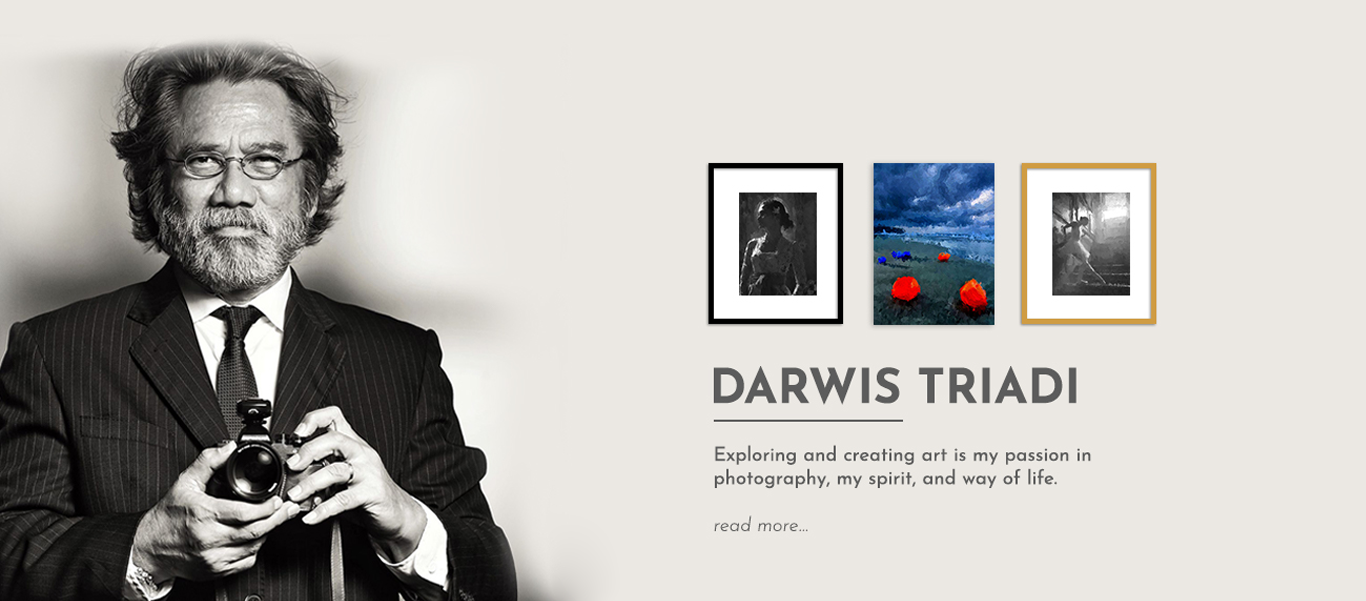 DARWIS TRIADI
Exploring and creating art is my passion in
photography, my spirit, and way of life.
read more...